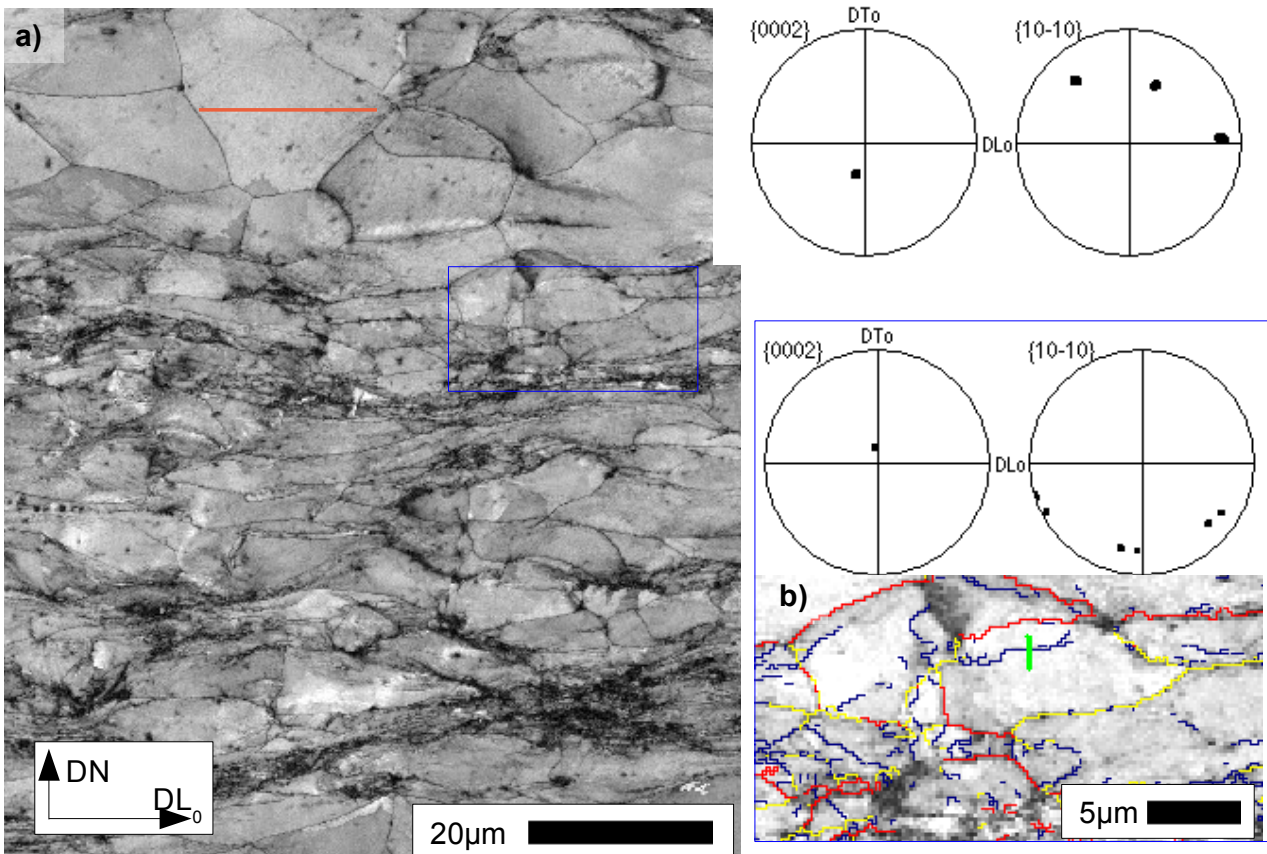 a)
{0002}
DTo
{10-10}
DLo
{0002}
DTo
{10-10}
DLo
b)
DN
DL₀
20µm
5µm